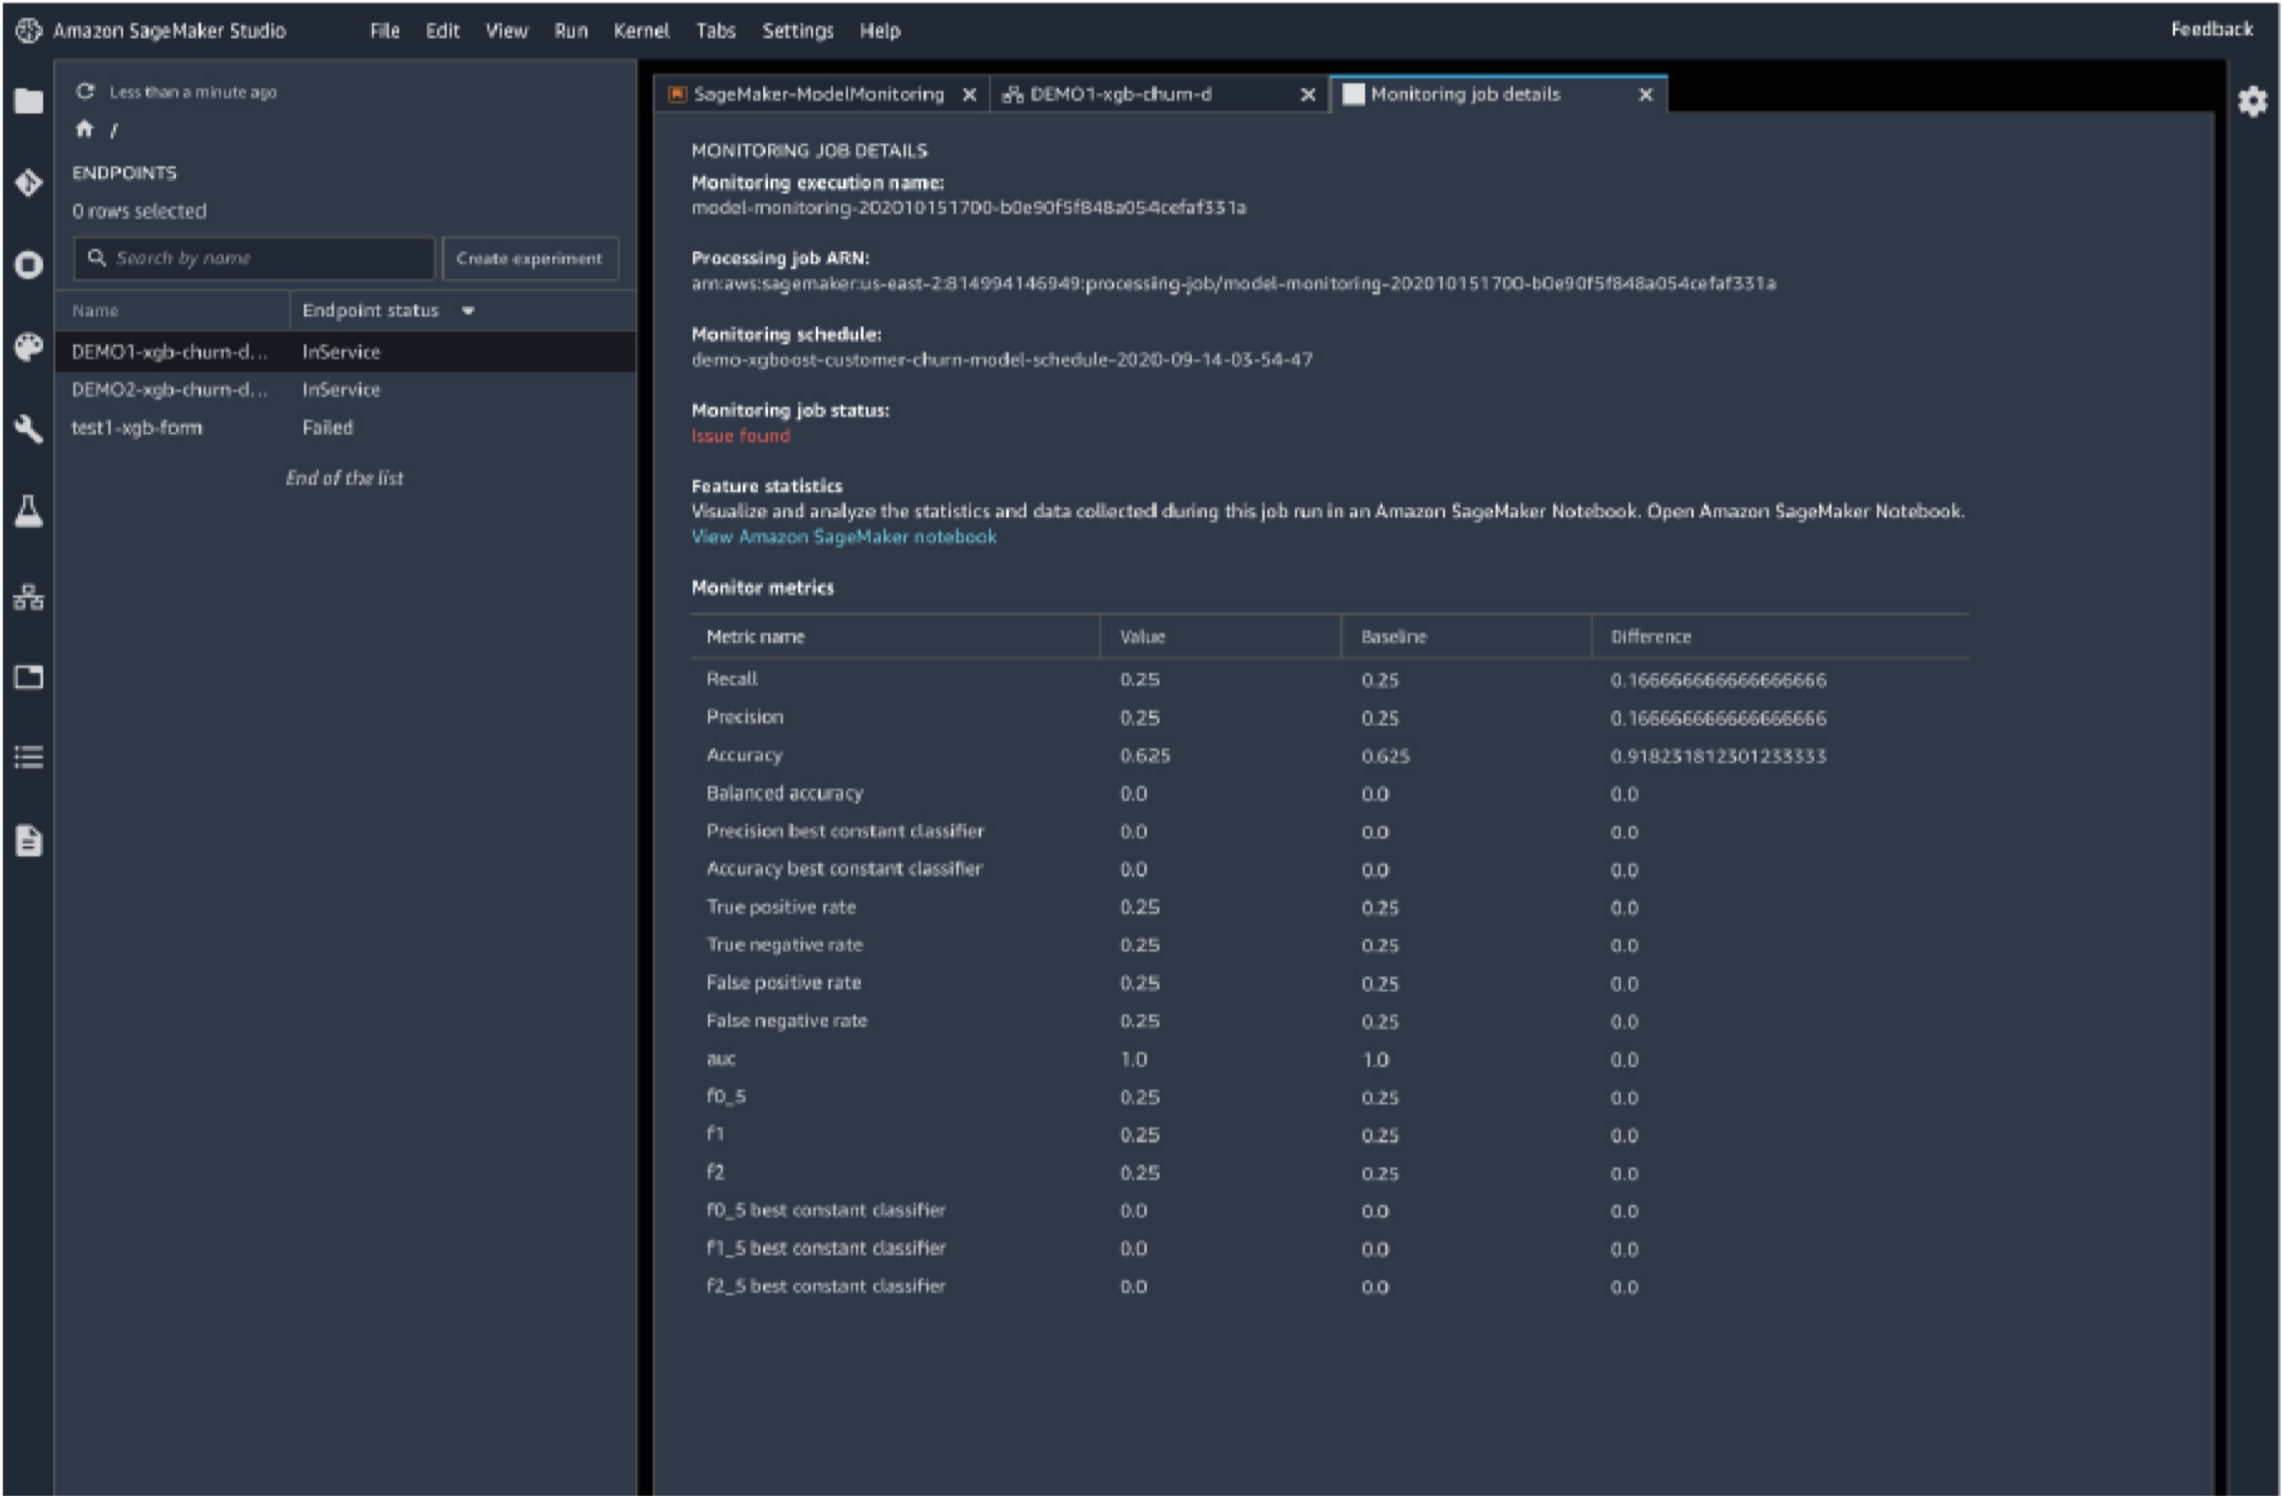 Amazon SageMaker Studio File Edit View Run Kernel Tabs Settings Help Feedback
Less than a minute ago
/
ENDPOINTS
0 rows selected
Search by name Create experiment
Name Endpoint status
DEMO1-xgb-churn-d... InService
DEMO2-xgb-churn-d... InService
test1-xgb-form Failed
End of the list
SageMaker-ModelMonitoring DEMO1-xgb-churn-d Monitoring job details
MONITORING JOB DETAILS
Monitoring execution name:
model-monitoring-202010151700-b0e90f5f848a054cefaf331a
Processing job ARN:
arn:aws:sagemaker:us-east-2:814994146949:processing-job/model-monitoring-202010151700-b0e90f5f848a054cefaf331a
Monitoring schedule:
demo-xgboost-customer-churn-model-schedule-2020-09-14-03-54-47
Monitoring job status:
Issue found
Feature statistics
Visualize and analyze the statistics and data collected during this job run in an Amazon SageMaker Notebook. Open Amazon SageMaker Notebook.
View Amazon SageMaker notebook
Monitor metrics
Metric name Value Baseline Difference
Recall 0.25 0.25 0.166666666666666666
Precision 0.25 0.25 0.166666666666666666
Accuracy 0.625 0.625 0.918231812301233333
Balanced accuracy 0.0 0.0 0.0
Precision best constant classifier 0.0 0.0 0.0
Accuracy best constant classifier 0.0 0.0 0.0
True positive rate 0.25 0.25 0.0
True negative rate 0.25 0.25 0.0
False positive rate 0.25 0.25 0.0
False negative rate 0.25 0.25 0.0
auc 1.0 1.0 0.0
f0_5 0.25 0.25 0.0
f1 0.25 0.25 0.0
f2 0.25 0.25 0.0
f0_5 best constant classifier 0.0 0.0 0.0
f1_5 best constant classifier 0.0 0.0 0.0
f2_5 best constant classifier 0.0 0.0 0.0